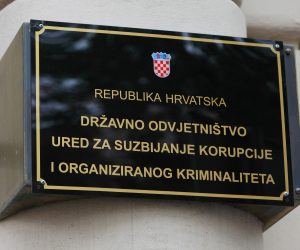 REPUBLIKA HRVATSKA
DRŽAVNO ODVJETNIŠTVO
URED ZA SUZBIJANJE KORUPCIJE
I ORGANIZIRANOG KRIMINALITETA